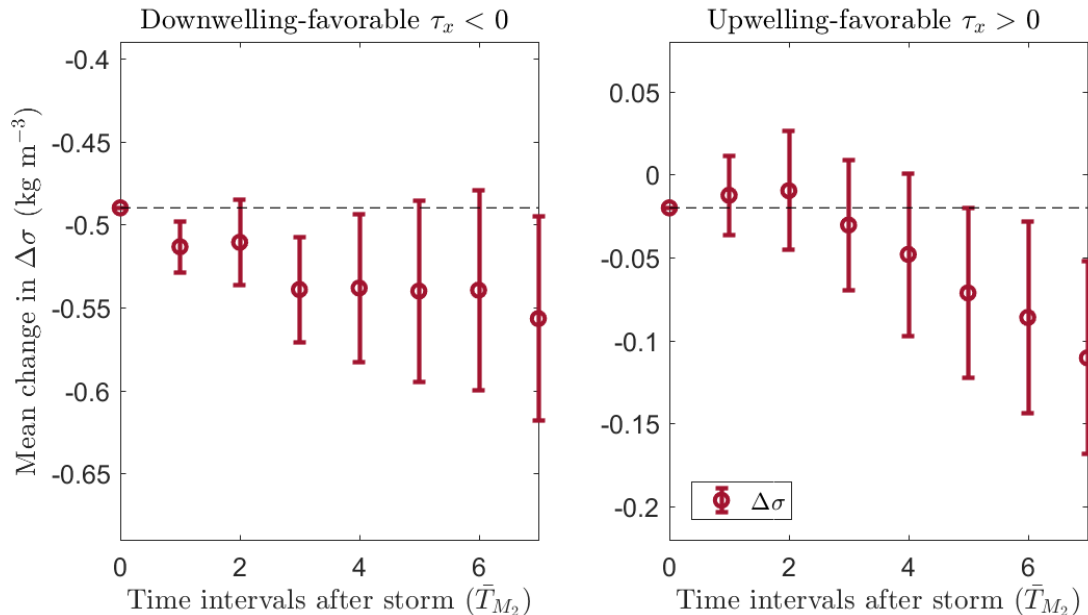 Downwelling-favorable τₓ < 0
Mean change in Δσ (kg m⁻³)
-0.4
-0.45
-0.5
-0.55
-0.6
-0.65
0 2 4 6
Time intervals after storm (T̄_{M₂})
Upwelling-favorable τₓ > 0
0.05
0
-0.05
-0.1
-0.15
-0.2
Δσ
0 2 4 6
Time intervals after storm (T̄_{M₂})